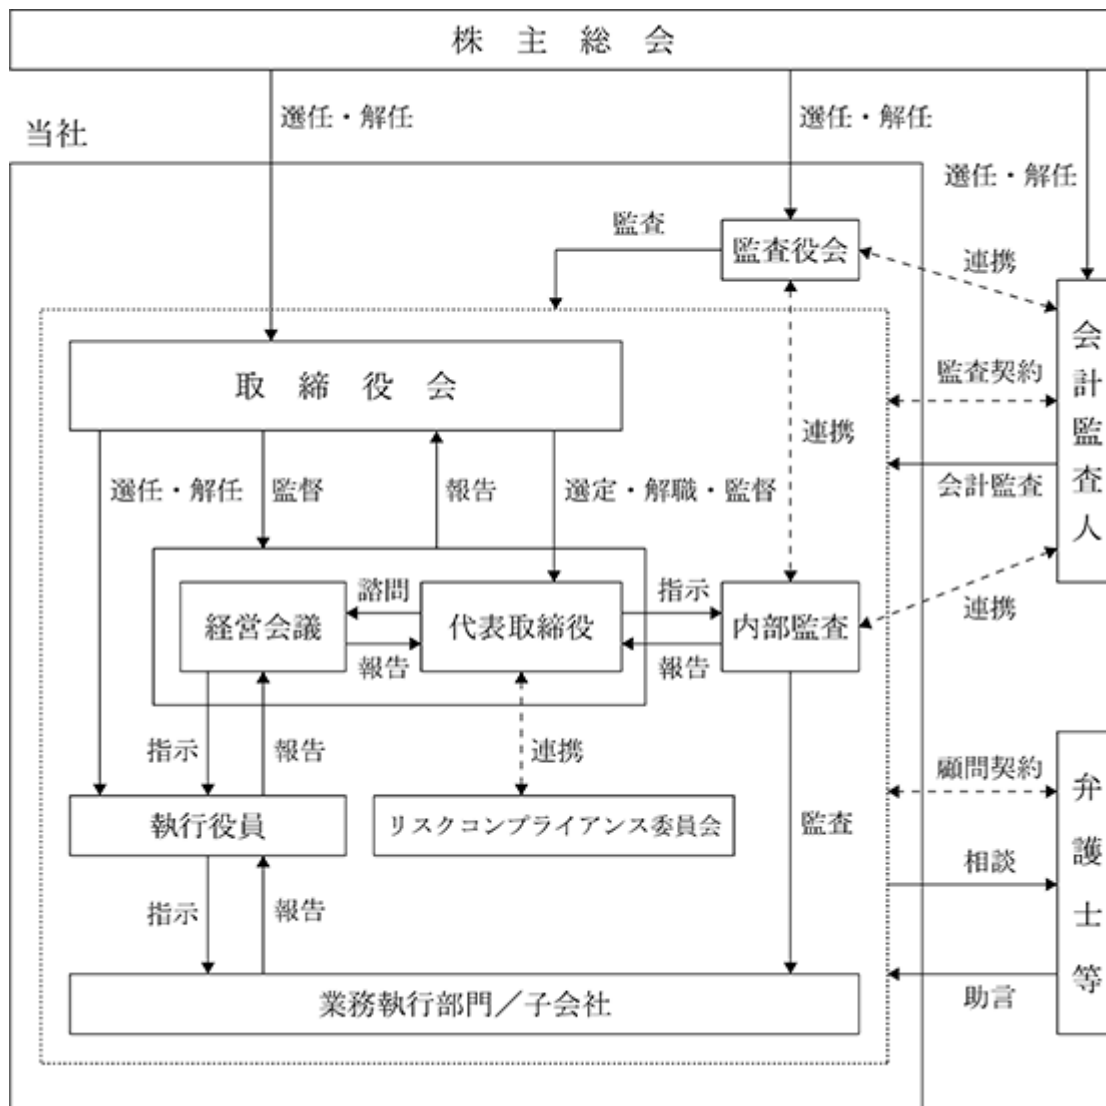 株主総会
選任・解任
選任・解任
当社
選任・解任
監査
監査役会
連携
会計監査人
取締役会
監査契約
連携
選任・解任
監督
報告
選定・解職・監督
会計監査
諮問
指示
経営会議
代表取締役
内部監査
連携
報告
報告
指示
報告
連携
顧問契約
弁護士等
執行役員
リスクコンプライアンス委員会
監査
相談
指示
報告
業務執行部門／子会社
助言